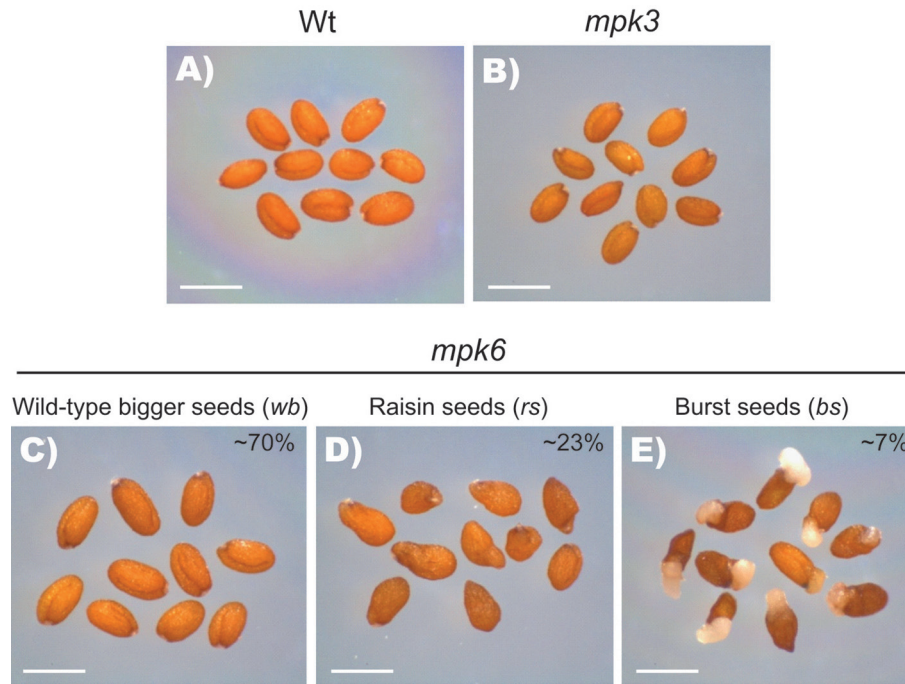 Wt
mpk3
A)
B)
mpk6
Wild-type bigger seeds (wb)
Raisin seeds (rs)
Burst seeds (bs)
C)
~70%
D)
~23%
E)
~7%